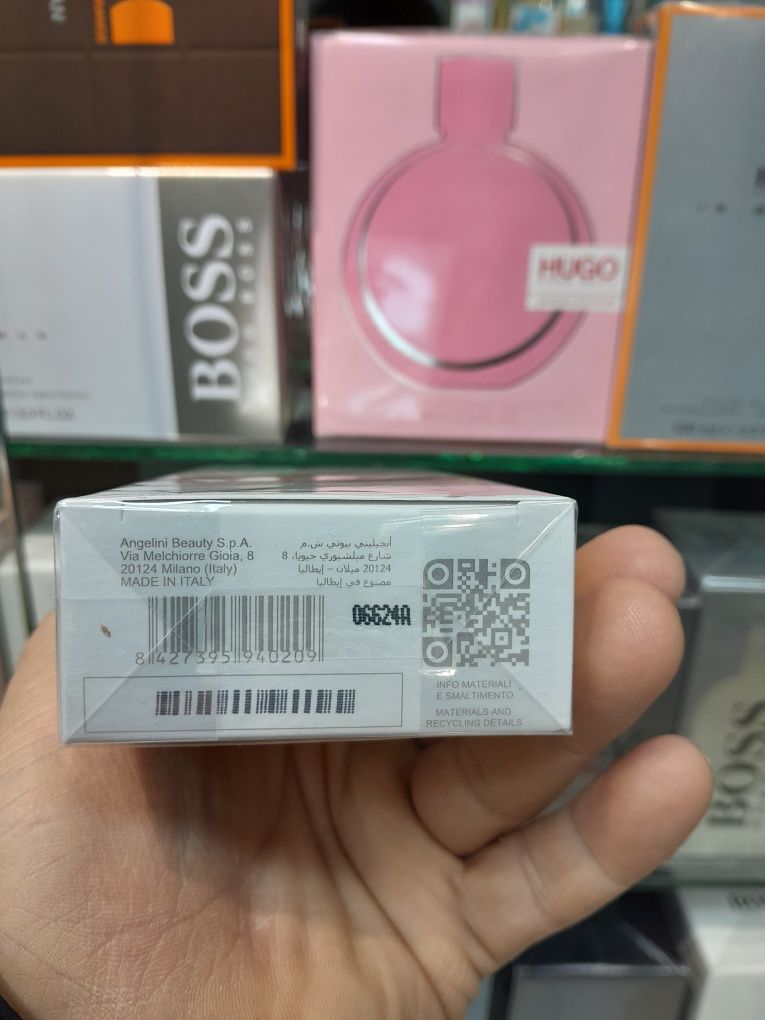 BOSS
HUGO
Angelini Beauty S.p.A.
Via Melchiorre Gioia, 8
20124 Milano (Italy)
MADE IN ITALY
أنجيليني بيوتي ش.م
شارع ميلشيوري جيويا، 8
20124 ميلان – إيطاليا
مصنوع في إيطاليا
06624A
8 427395 940209
INFO MATERIALI
E SMALTIMENTO
MATERIALS AND
RECYCLING DETAILS
BOSS